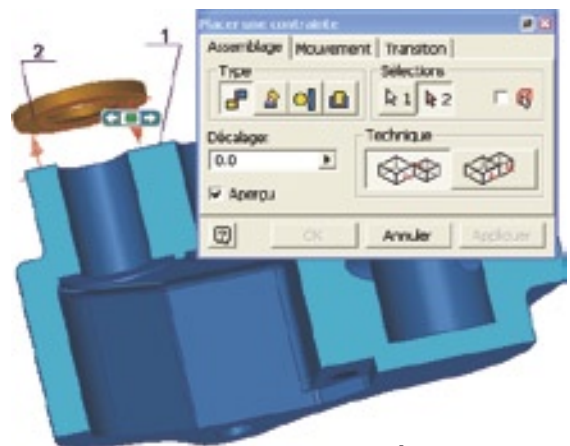 2
1
Placer une contrainte
Assemblage Mouvement Transition
Type
Sélections
1 2
Décalage:
Technique
0.0
Aperçu
?
OK Annuler Appliquer